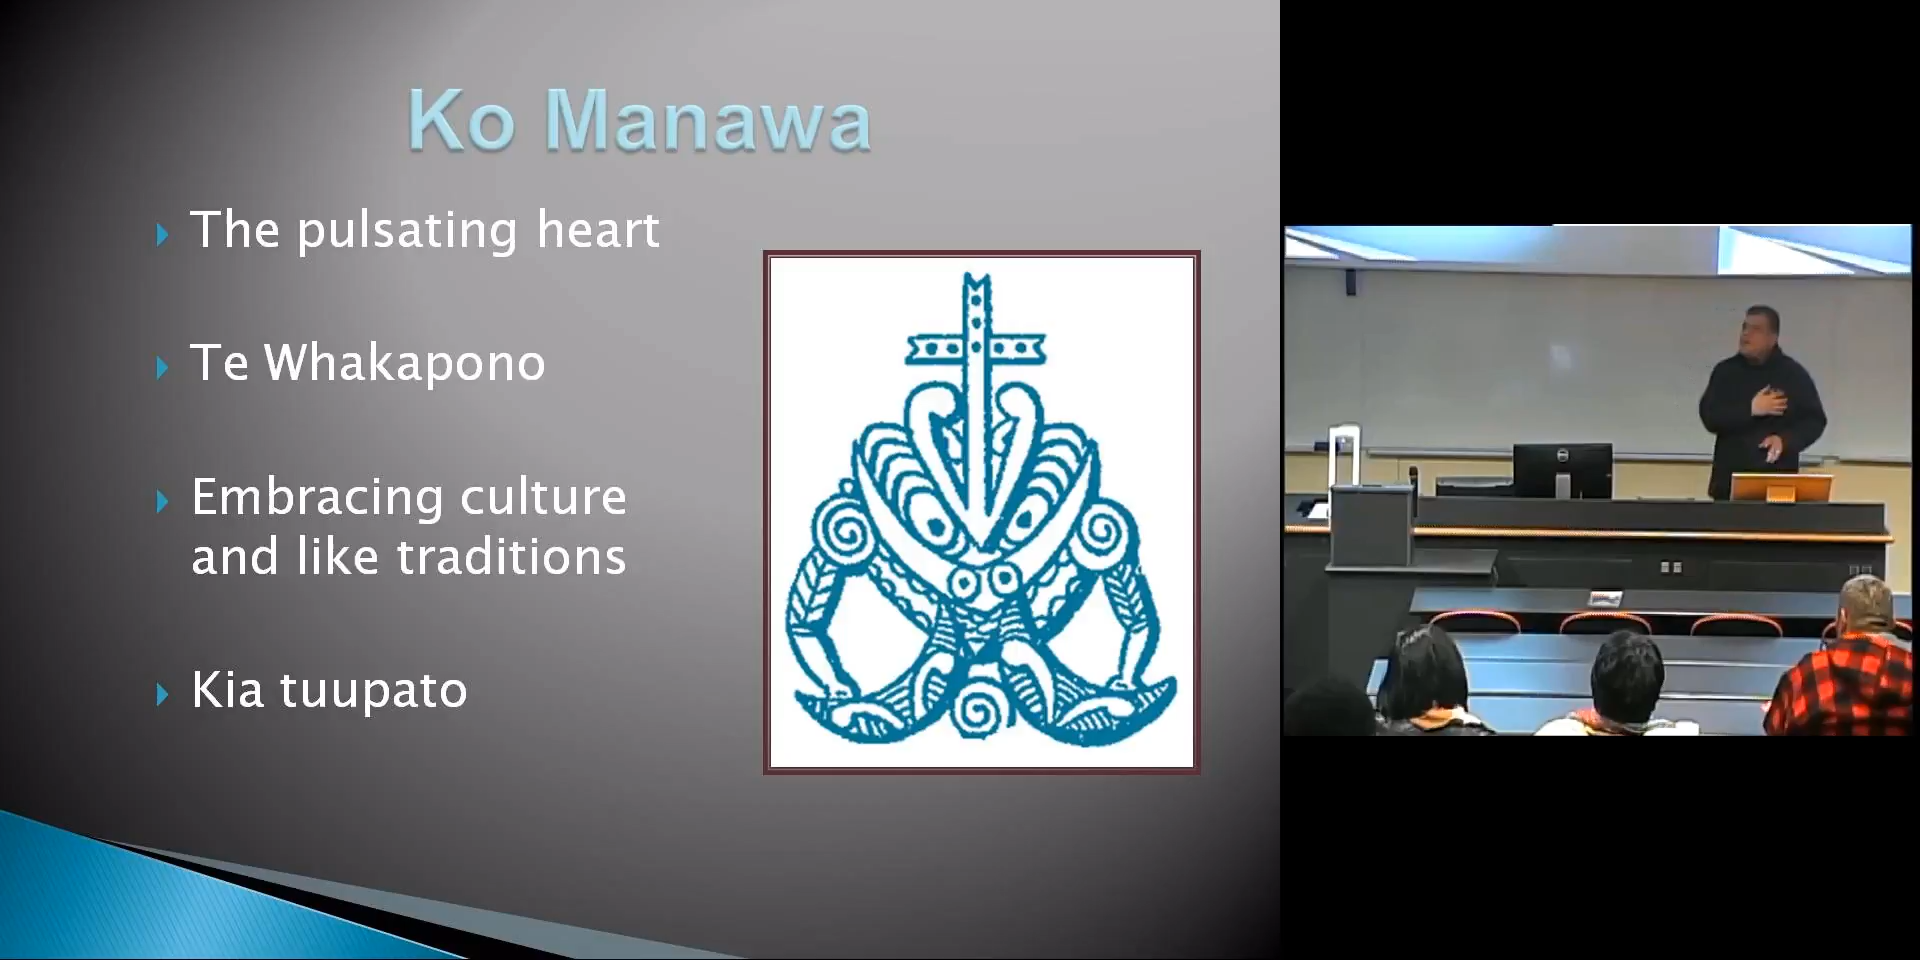 Ko Manawa
The pulsating heart
Te Whakapono
Embracing culture
and like traditions
Kia tuupato